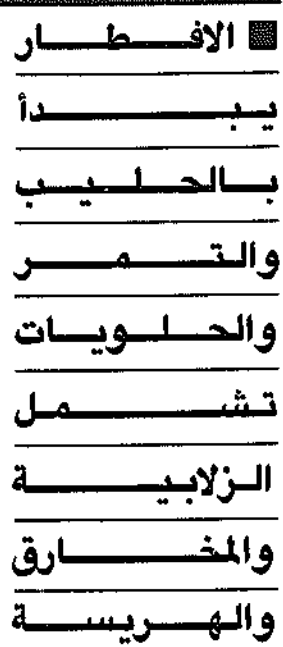 ■ الافطار
يبدأ
بالحليب
والتمر
والحلويات
تشمل
الزلابية
والمخارق
والهريسة